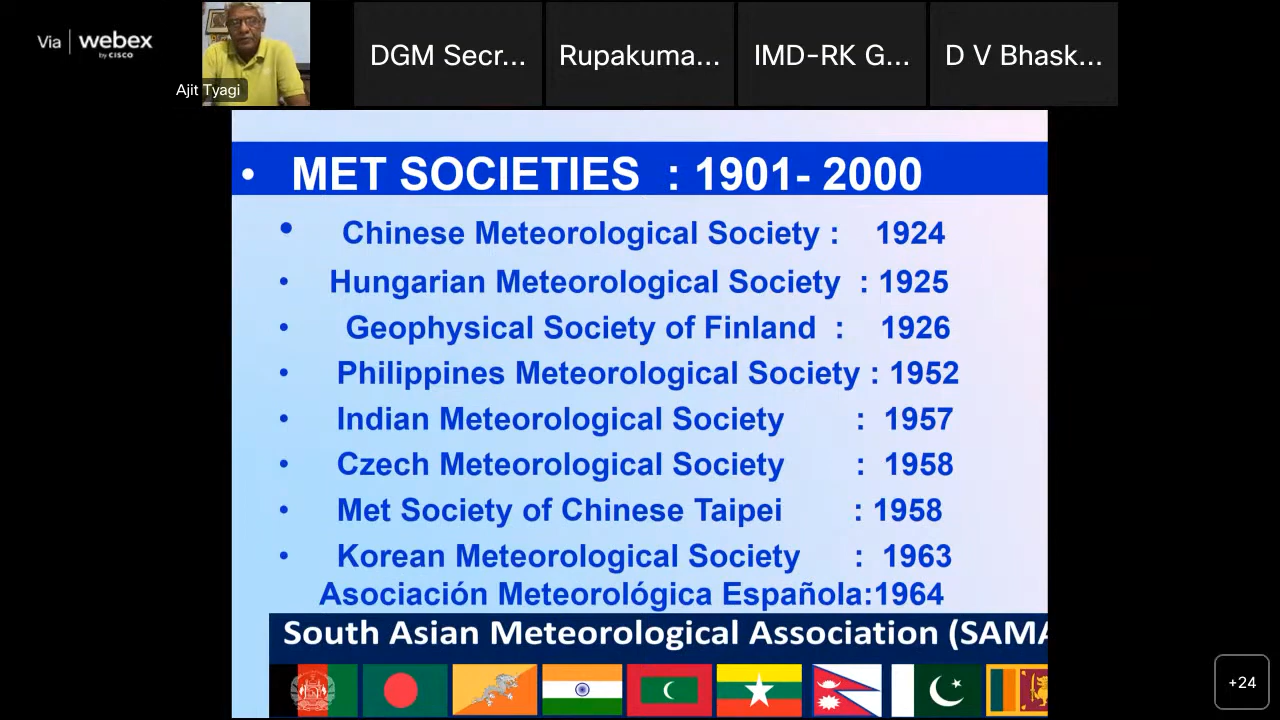 Via | webex
by CISCO
Ajit Tyagi
DGM Secr...
Rupakuma...
IMD-RK G...
D V Bhask...
• MET SOCIETIES : 1901- 2000
• Chinese Meteorological Society : 1924
• Hungarian Meteorological Society : 1925
• Geophysical Society of Finland : 1926
• Philippines Meteorological Society : 1952
• Indian Meteorological Society : 1957
• Czech Meteorological Society : 1958
• Met Society of Chinese Taipei : 1958
• Korean Meteorological Society : 1963
Asociación Meteorológica Española:1964
South Asian Meteorological Association (SAMA
+24